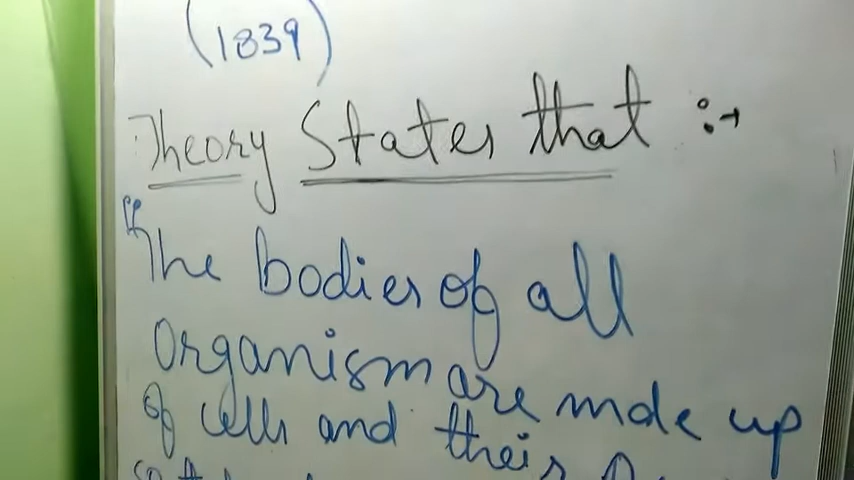 (1839)
Theory States that :→
"The bodies of all
Organism are made up
of cells and their